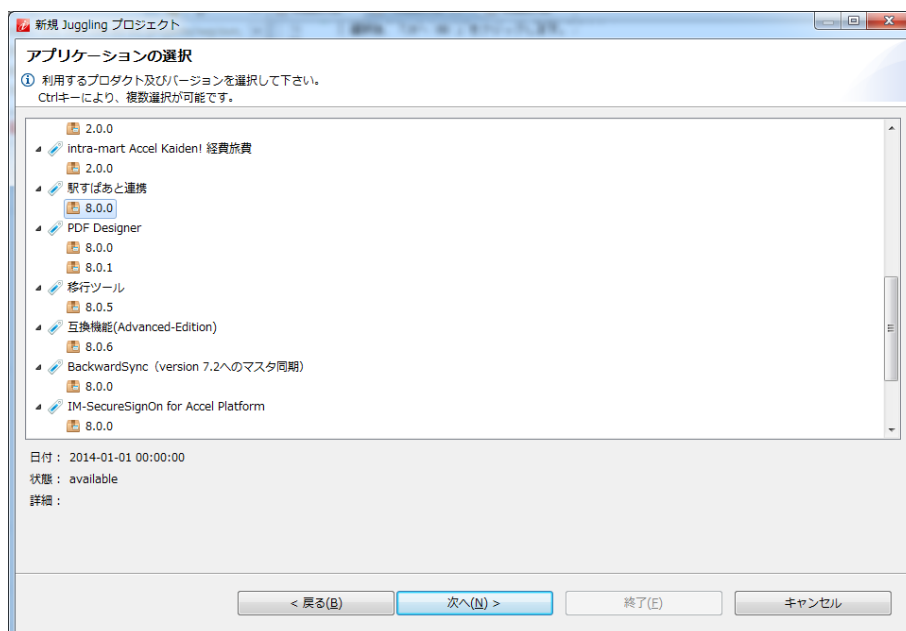 新規 Juggling プロジェクト
アプリケーションの選択
利用するプロダクト及びバージョンを選択して下さい。
Ctrlキーにより、複数選択が可能です。
2.0.0
intra-mart Accel Kaiden! 経費旅費
2.0.0
駅すぱあと連携
8.0.0
PDF Designer
8.0.0
8.0.1
移行ツール
8.0.5
互換機能(Advanced-Edition)
8.0.6
BackwardSync（version 7.2へのマスタ同期）
8.0.0
IM-SecureSignOn for Accel Platform
8.0.0
日付： 2014-01-01 00:00:00
状態： available
詳細：
< 戻る(B) 次へ(N) > 終了(E) キャンセル